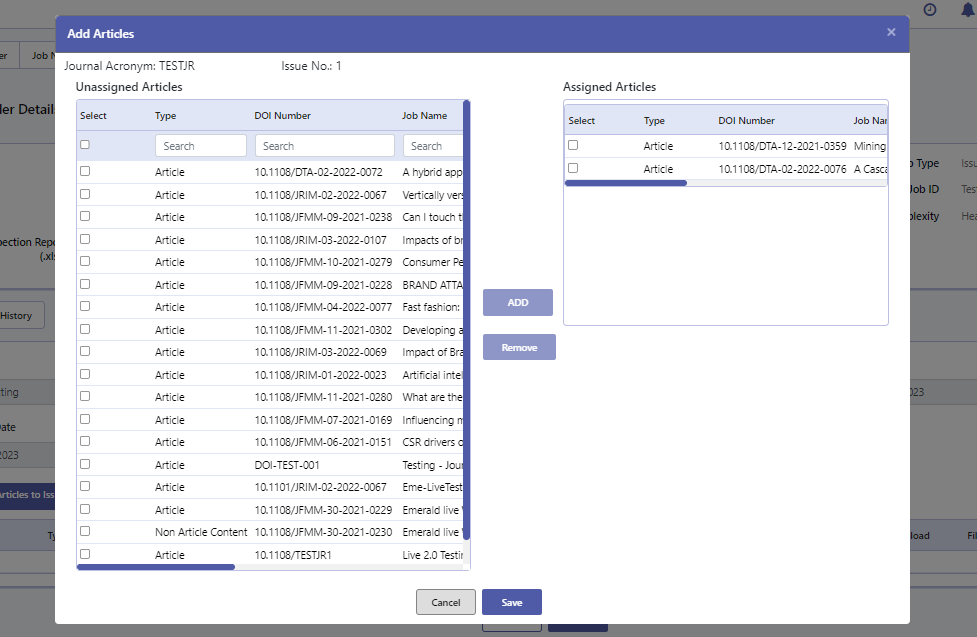 Add Articles
×
Journal Acronym: TESTJR Issue No.: 1
Unassigned Articles
Select Type DOI Number Job Name
Search Search Search
Article 10.1108/DTA-02-2022-0072 A hybrid app
Article 10.1108/JRIM-02-2022-0067 Vertically vers
Article 10.1108/JFMM-09-2021-0238 Can I touch t
Article 10.1108/JRIM-03-2022-0107 Impacts of br
Article 10.1108/JFMM-10-2021-0279 Consumer Pe
Article 10.1108/JFMM-09-2021-0228 BRAND ATTA
Article 10.1108/JFMM-04-2022-0077 Fast fashion:
Article 10.1108/JFMM-11-2021-0302 Developing a
Article 10.1108/JRIM-03-2022-0069 Impact of Bra
Article 10.1108/JRIM-01-2022-0023 Artificial intel
Article 10.1108/JFMM-11-2021-0280 What are the
Article 10.1108/JFMM-07-2021-0169 Influencing m
Article 10.1108/JFMM-06-2021-0151 CSR drivers o
Article DOI-TEST-001 Testing - Jour
Article 10.1101/JRIM-02-2022-0067 Eme-LiveTest
Article 10.1108/JFMM-30-2021-0229 Emerald live
Non Article Content 10.1108/JFMM-30-2021-0230 Emerald live
Article 10.1108/TESTJR1 Live 2.0 Testin
ADD
Remove
Assigned Articles
Select Type DOI Number Job Nar
Article 10.1108/DTA-12-2021-0359 Mining
Article 10.1108/DTA-02-2022-0076 A Casca
Cancel Save
er Job N
ler Detail
pection Repo
(.xls
History
ting
ate
2023
Articles to Iss
Ty
o Type Issu
Job ID Tes
plexity Hea
023
load Fil